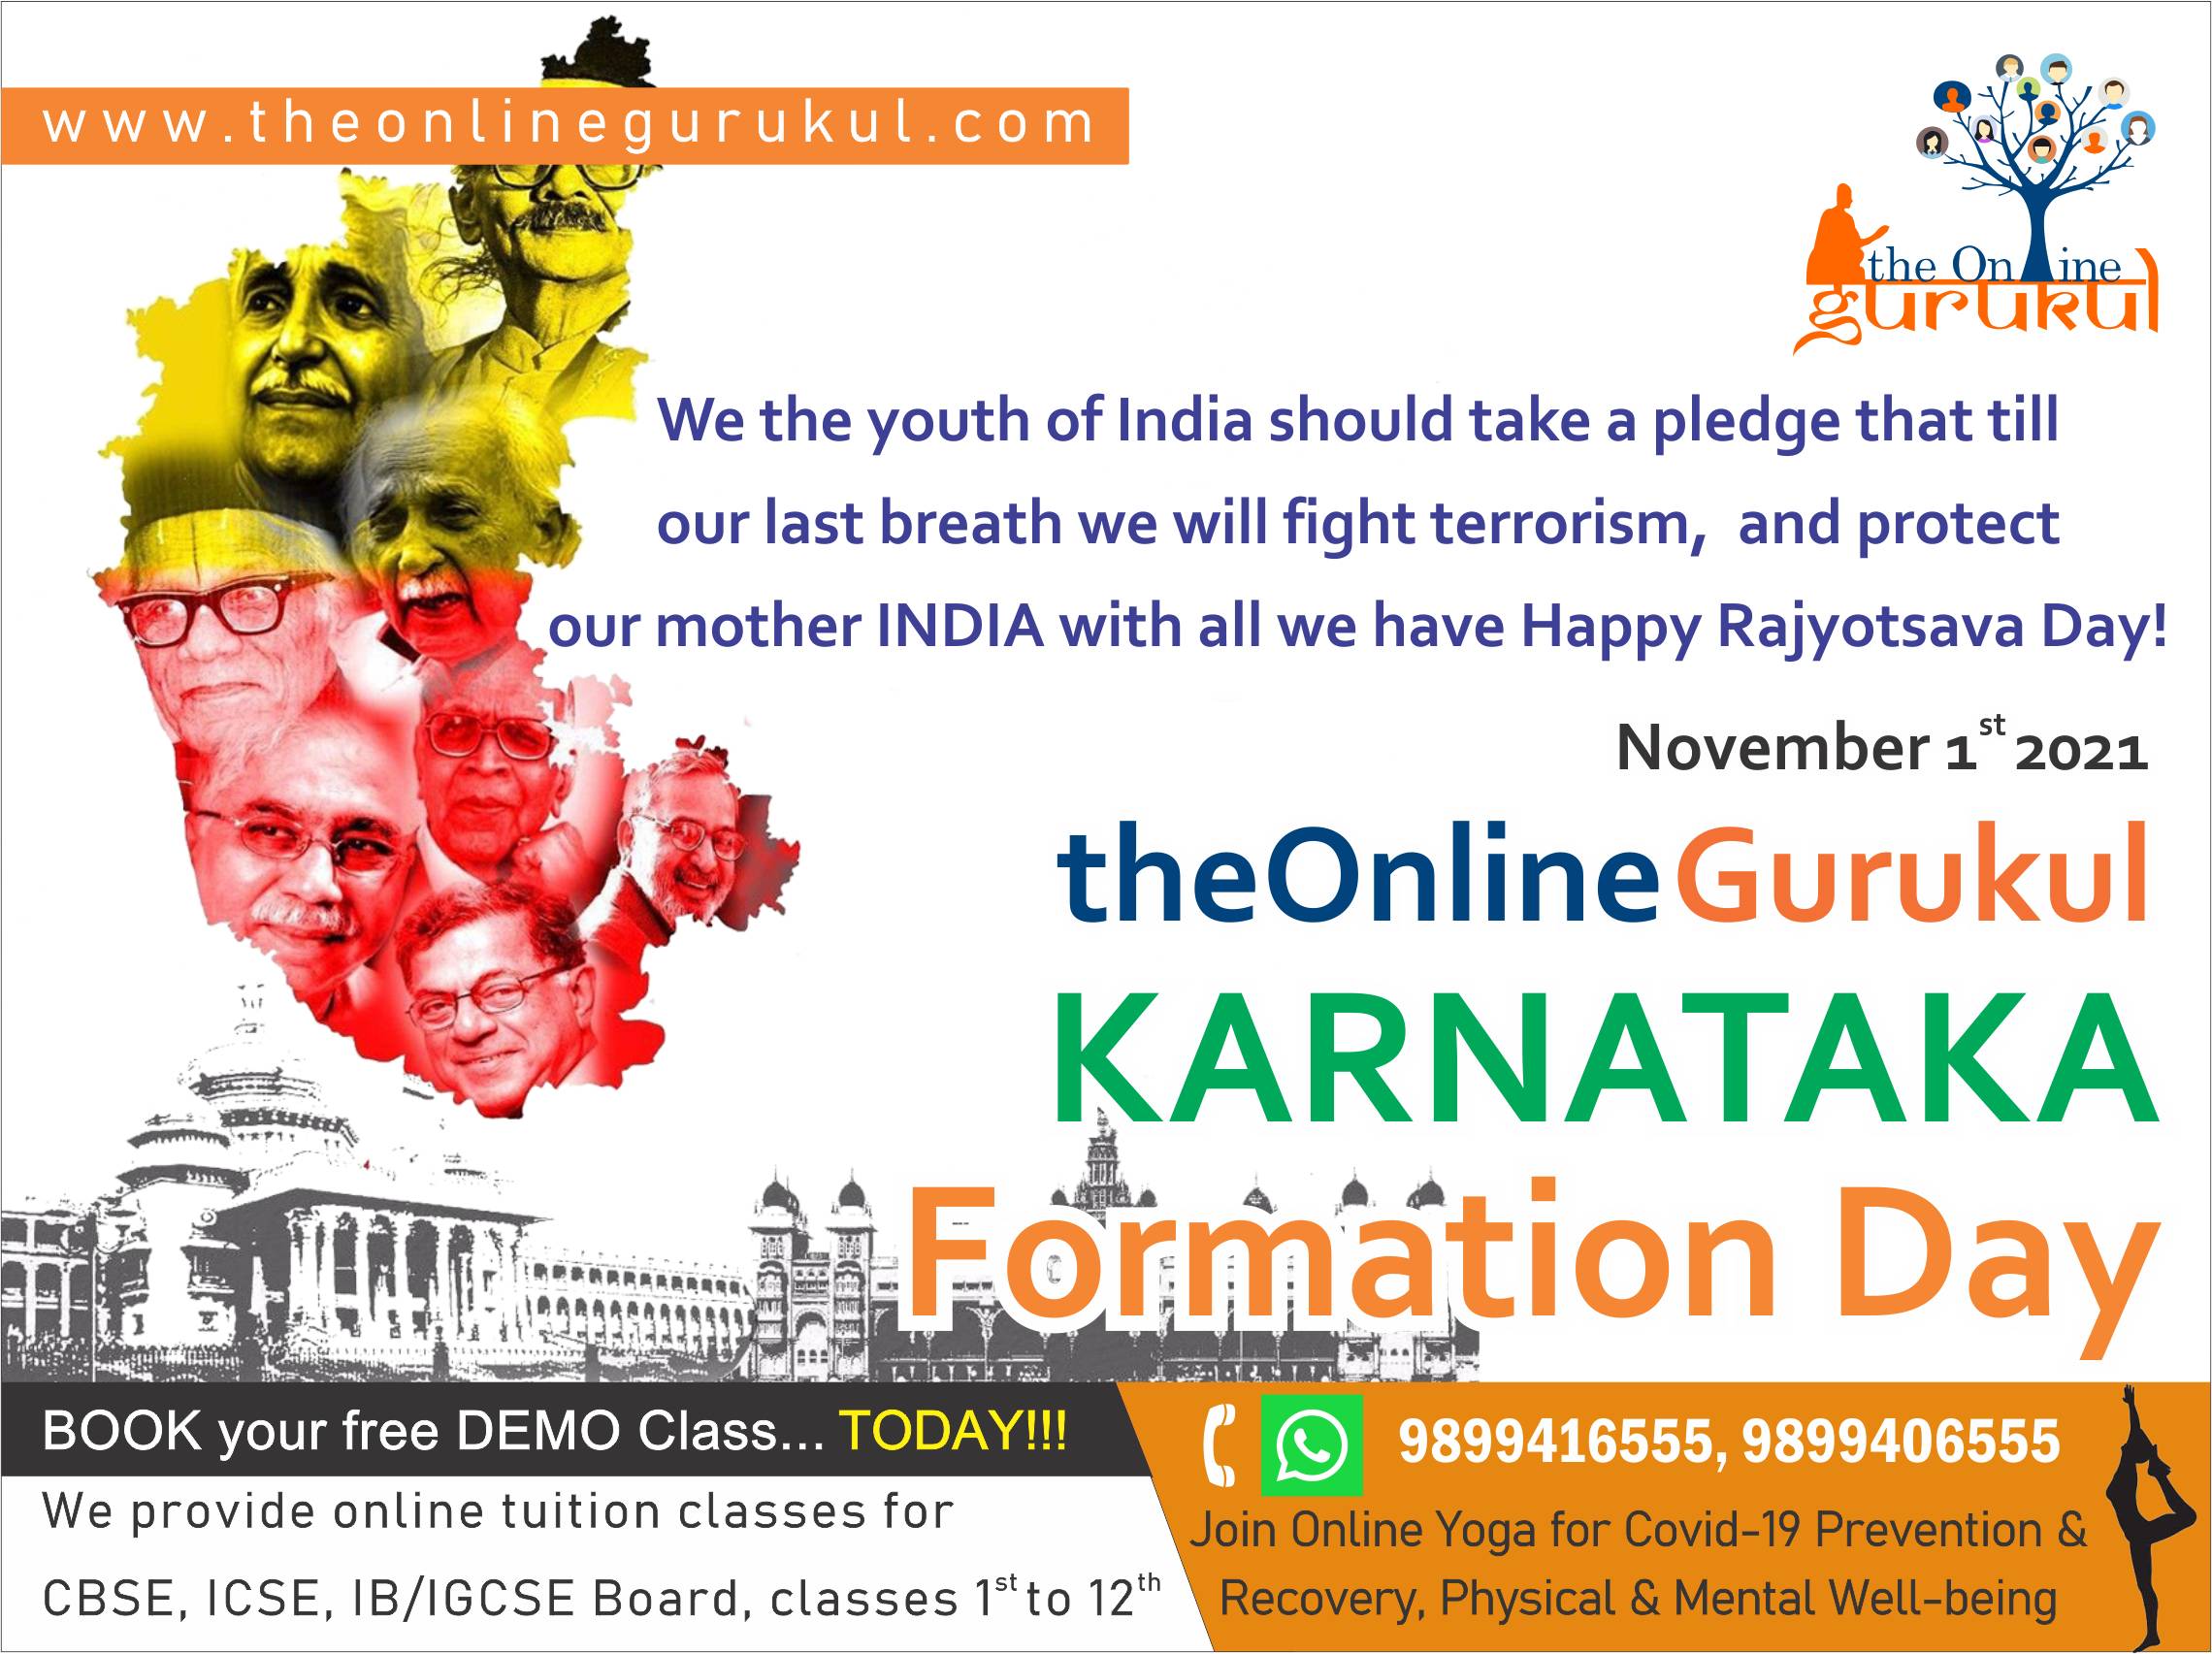 www.theonlinegurukul.com
the Online
gurukul
We the youth of India should take a pledge that till
our last breath we will fight terrorism, and protect
our mother INDIA with all we have Happy Rajyotsava Day!
November 1st 2021
theOnlineGurukul
KARNATAKA
Formation Day
BOOK your free DEMO Class... TODAY!!!
We provide online tuition classes for
CBSE, ICSE, IB/IGCSE Board, classes 1st to 12th
9899416555, 9899406555
Join Online Yoga for Covid-19 Prevention &
Recovery, Physical & Mental Well-being